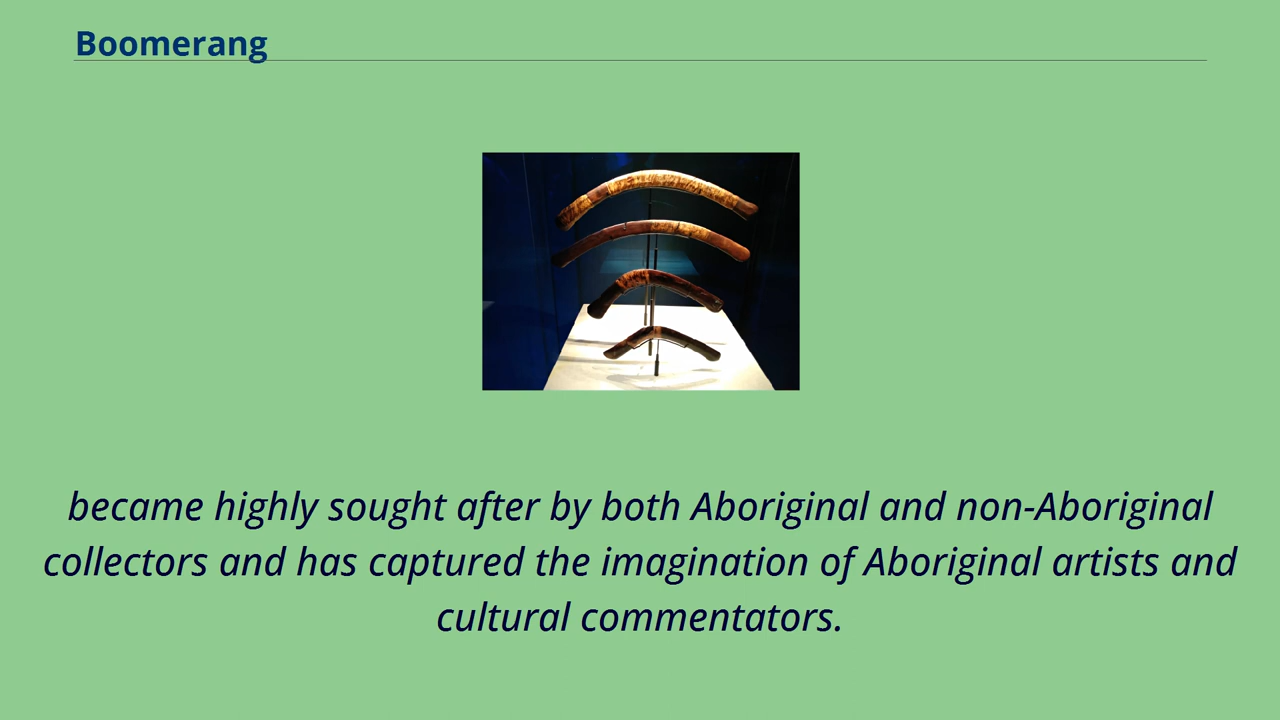 Boomerang
became highly sought after by both Aboriginal and non-Aboriginal
collectors and has captured the imagination of Aboriginal artists and
cultural commentators.